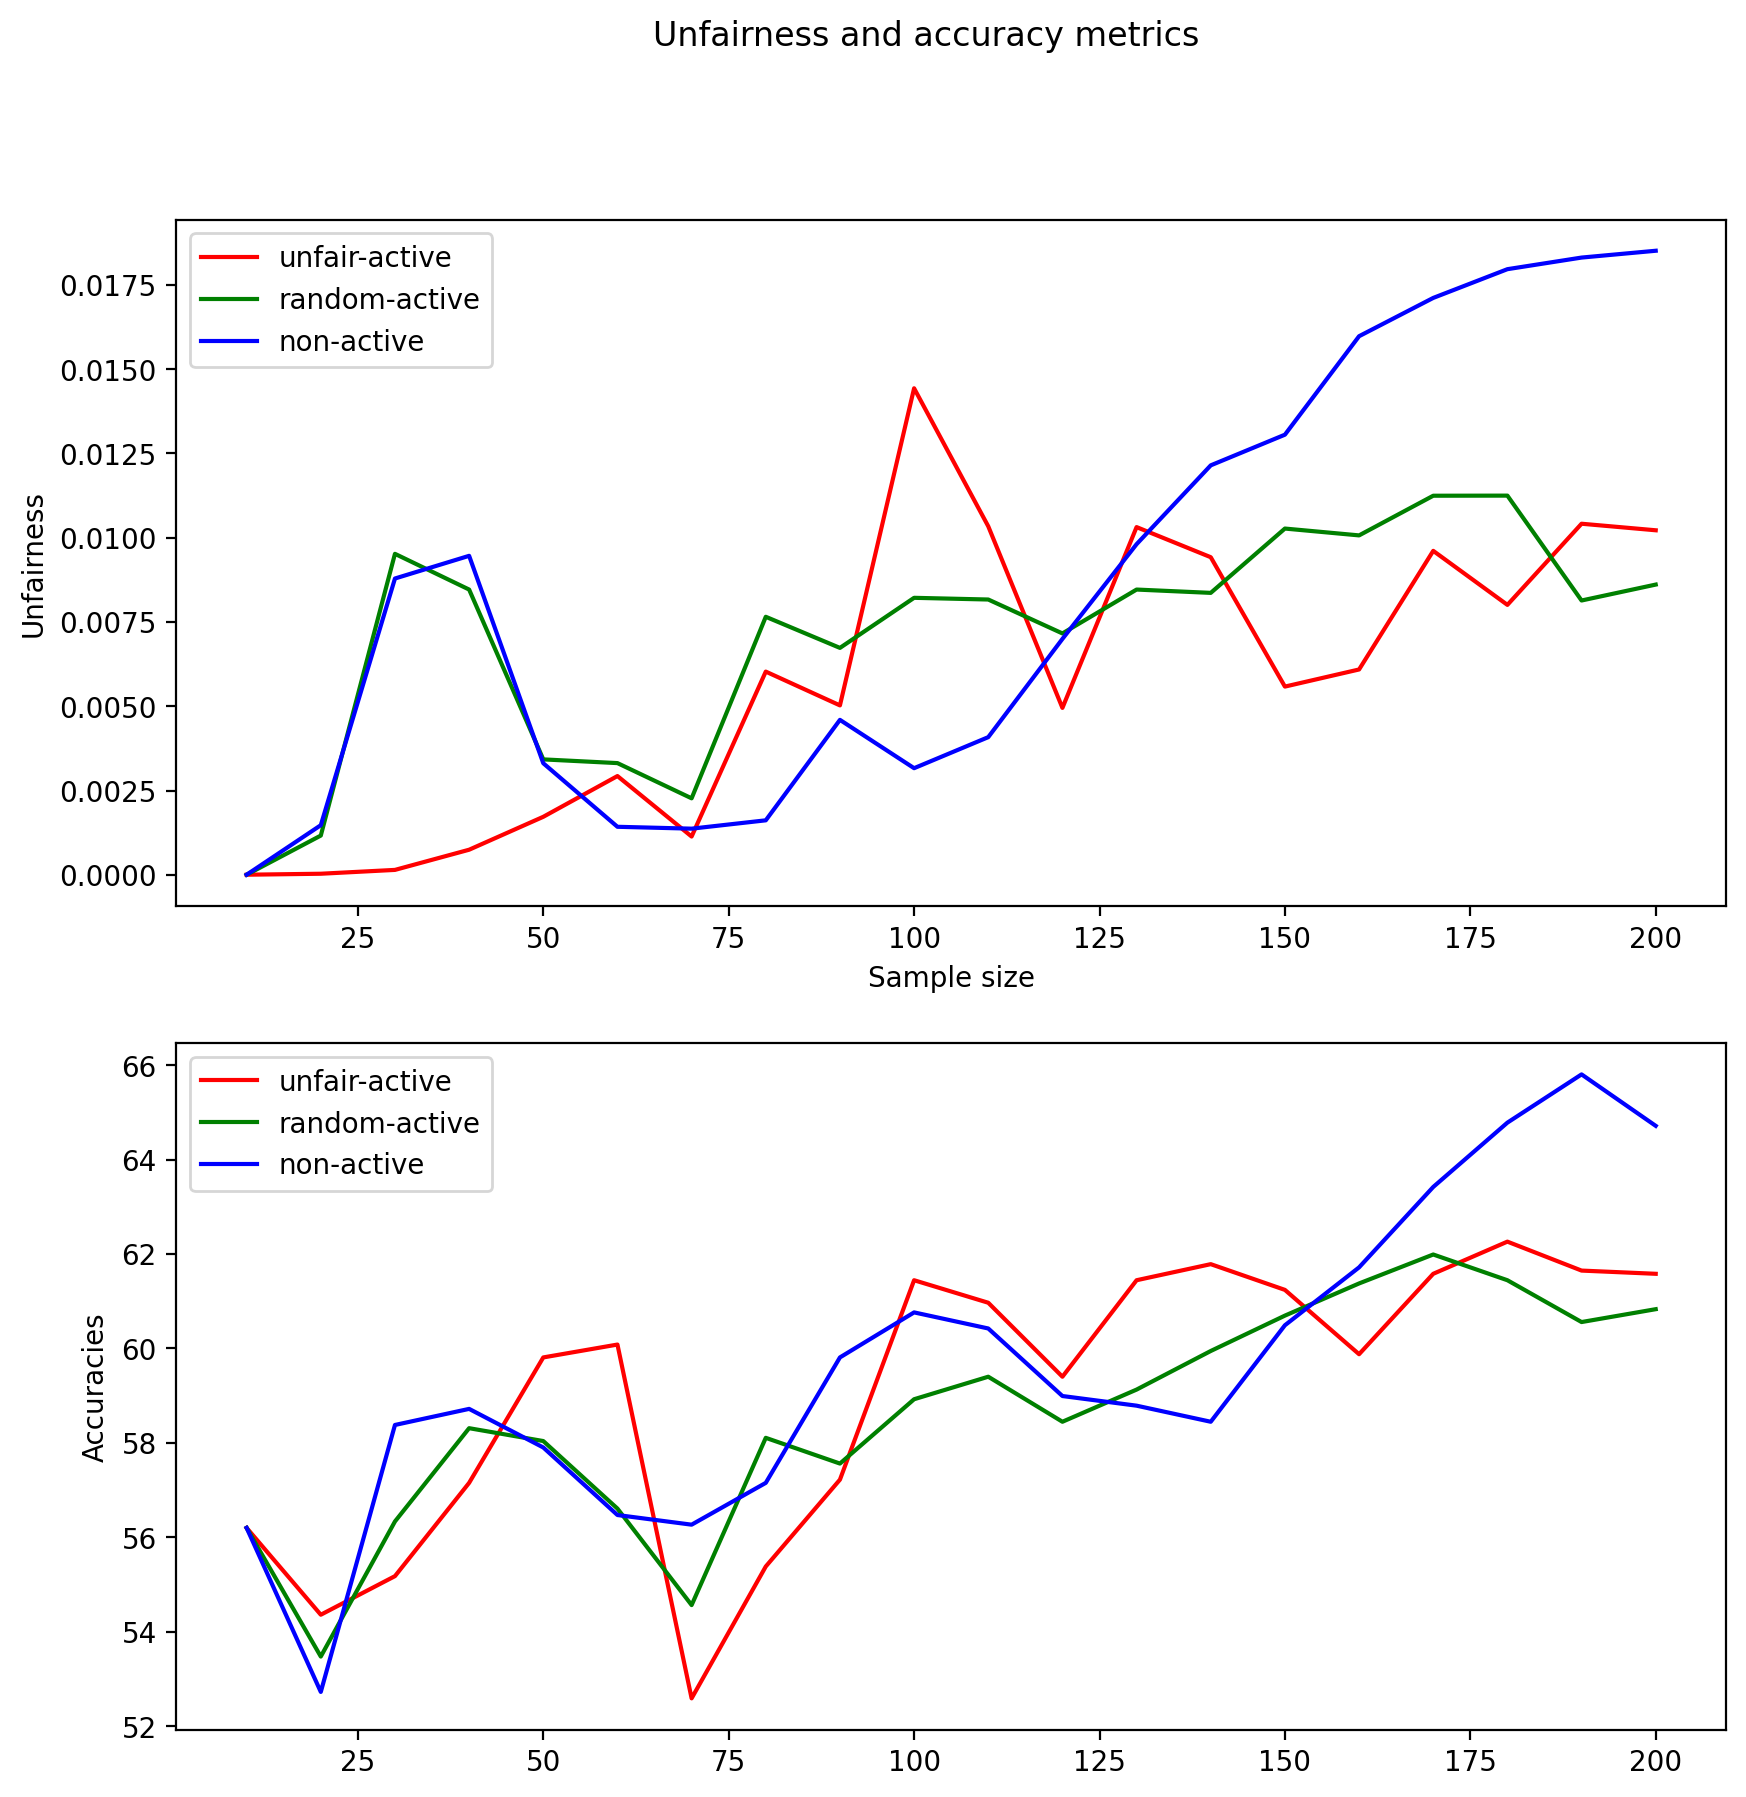 Unfairness and accuracy metrics
unfair-active
random-active
non-active
0.0175
0.0150
0.0125
0.0100
0.0075
0.0050
0.0025
0.0000
Unfairness
25 50 75 100 125 150 175 200
Sample size
unfair-active
random-active
non-active
66
64
62
60
58
56
54
52
Accuracies
25 50 75 100 125 150 175 200